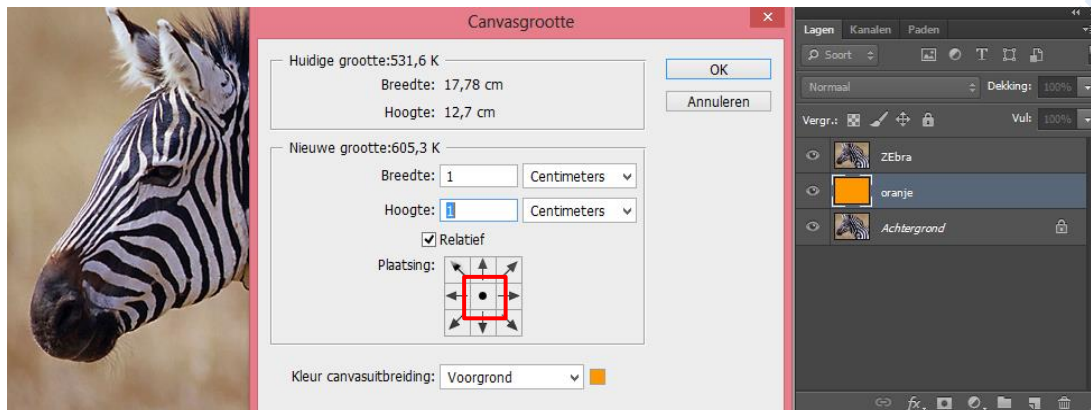 Canvasgrootte
Huidige grootte:531,6 K
Breedte: 17,78 cm
Hoogte: 12,7 cm
OK
Annuleren
Nieuwe grootte:605,3 K
Breedte: 1 Centimeters
Hoogte: 1 Centimeters
Relatief
Plaatsing:
Kleur canvasuitbreiding: Voorgrond
Lagen Kanalen Paden
Soort
Normaal Dekking: 100%
Vergr.: Vul: 100%
ZEbra
oranje
Achtergrond
fx